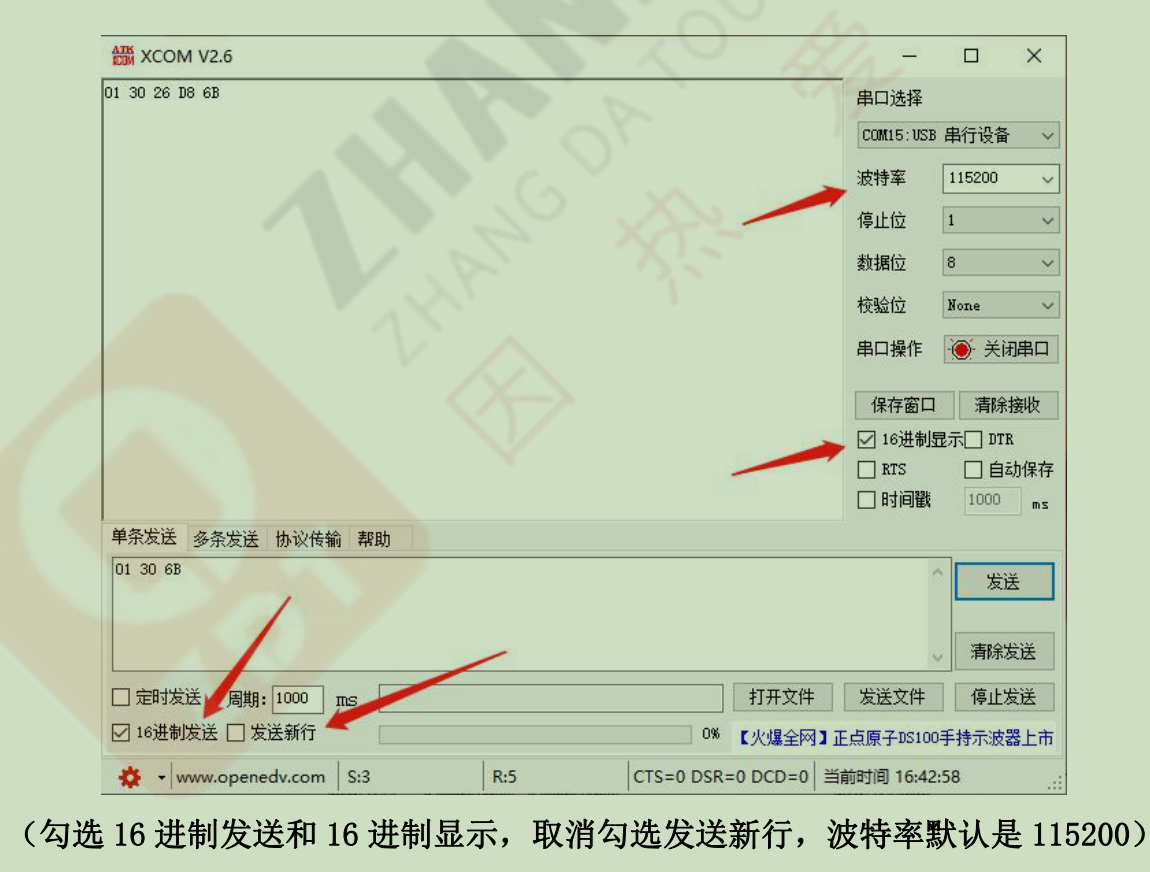 ATK XCOM XCOM V2.6
01 30 26 D8 6B
串口选择
COM15:USB 串行设备
波特率 115200
停止位 1
数据位 8
校验位 None
串口操作 关闭串口
保存窗口 清除接收
16进制显示 DTR
RTS 自动保存
时间戳 1000 ms
单条发送 多条发送 协议传输 帮助
01 30 6B
发送
清除发送
定时发送 周期: 1000 ms 打开文件 发送文件 停止发送
16进制发送 发送新行 0% 【火爆全网】正点原子DS100手持示波器上市
www.openedv.com S:3 R:5 CTS=0 DSR=0 DCD=0 当前时间 16:42:58
(勾选 16 进制发送和 16 进制显示，取消勾选发送新行，波特率默认是 115200)
ZHANG DA TOU
因 热 爱